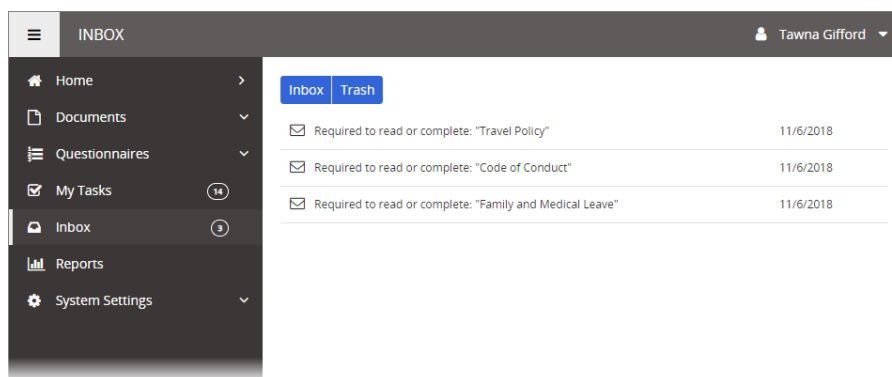 INBOX
Tawna Gifford
Home
Documents
Questionnaires
My Tasks 14
Inbox 3
Reports
System Settings
Inbox Trash
Required to read or complete: "Travel Policy" 11/6/2018
Required to read or complete: "Code of Conduct" 11/6/2018
Required to read or complete: "Family and Medical Leave" 11/6/2018